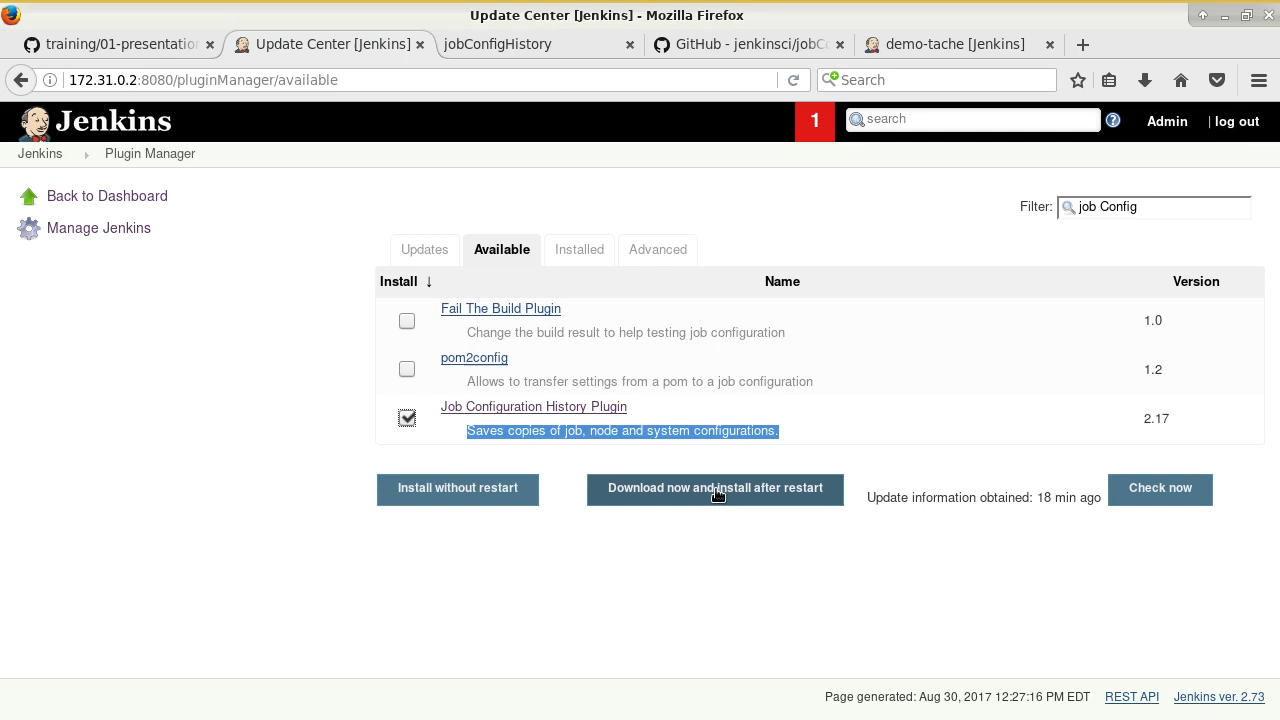 Update Center [Jenkins] - Mozilla Firefox
training/01-presentatio
Update Center [Jenkins]
jobConfigHistory
GitHub - jenkinsci/jobCo
demo-tache [Jenkins]
172.31.0.2:8080/pluginManager/available
Search
Jenkins
1
search
Admin
| log out
Jenkins
Plugin Manager
Back to Dashboard
Manage Jenkins
Filter: job Config
Updates
Available
Installed
Advanced
Install ↓
Name
Version
Fail The Build Plugin
Change the build result to help testing job configuration
1.0
pom2config
Allows to transfer settings from a pom to a job configuration
1.2
Job Configuration History Plugin
Saves copies of job, node and system configurations.
2.17
Install without restart
Download now and install after restart
Update information obtained: 18 min ago
Check now
Page generated: Aug 30, 2017 12:27:16 PM EDT
REST API
Jenkins ver. 2.73